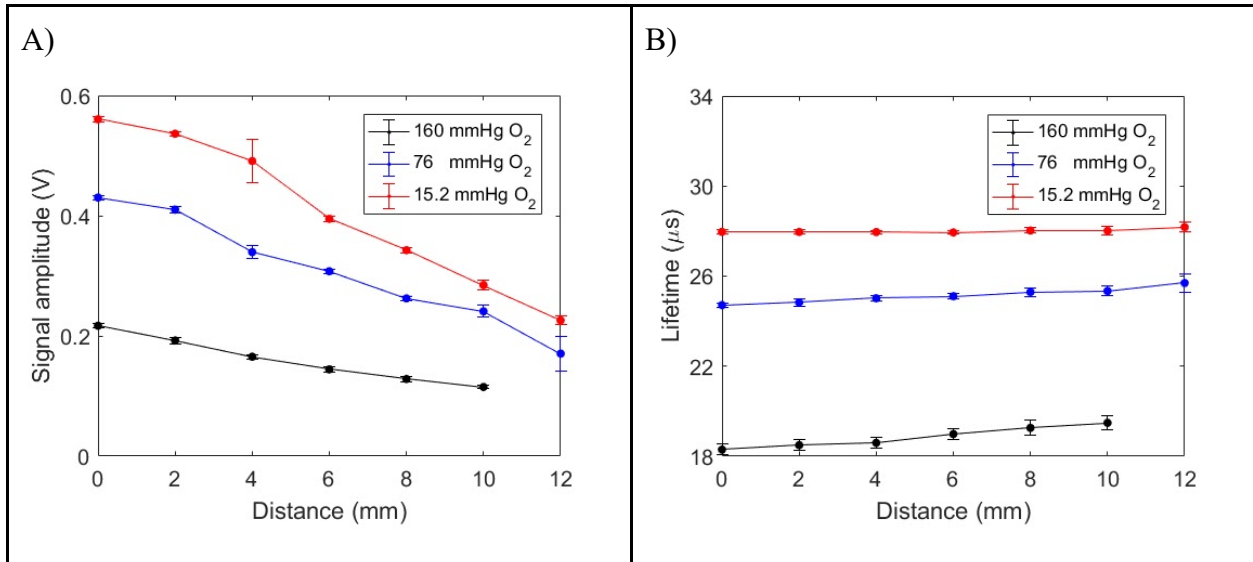 A)
0.6
0.4
0.2
0
0 2 4 6 8 10 12
Signal amplitude (V)
Distance (mm)
160 mmHg O₂
76 mmHg O₂
15.2 mmHg O₂
B)
34
30
26
22
18
0 2 4 6 8 10 12
Lifetime (μs)
Distance (mm)
160 mmHg O₂
76 mmHg O₂
15.2 mmHg O₂